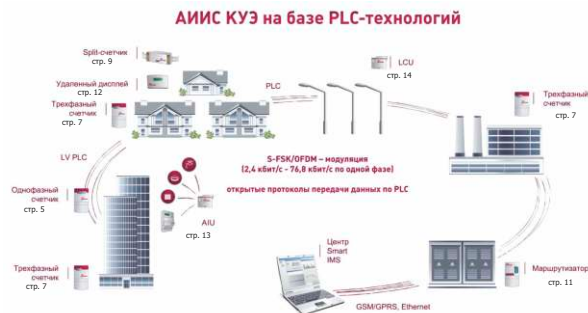 АИИС КУЭ на базе PLC-технологий
Split-счетчик
стр. 9
Удаленный дисплей
стр. 12
Трехфазный
счетчик
стр. 7
PLC
LCU
стр. 14
Трехфазный
счетчик
стр. 7
LV PLC
S-FSK/OFDM – модуляция
(2,4 кбит/с - 76,8 кбит/с по одной фазе)
открытые протоколы передачи данных по PLC
Однофазный
счетчик
стр. 5
AIU
стр. 13
Трехфазный
счетчик
стр. 7
Центр
Smart
IMS
GSM/GPRS, Ethernet
Маршрутизатор
стр. 11